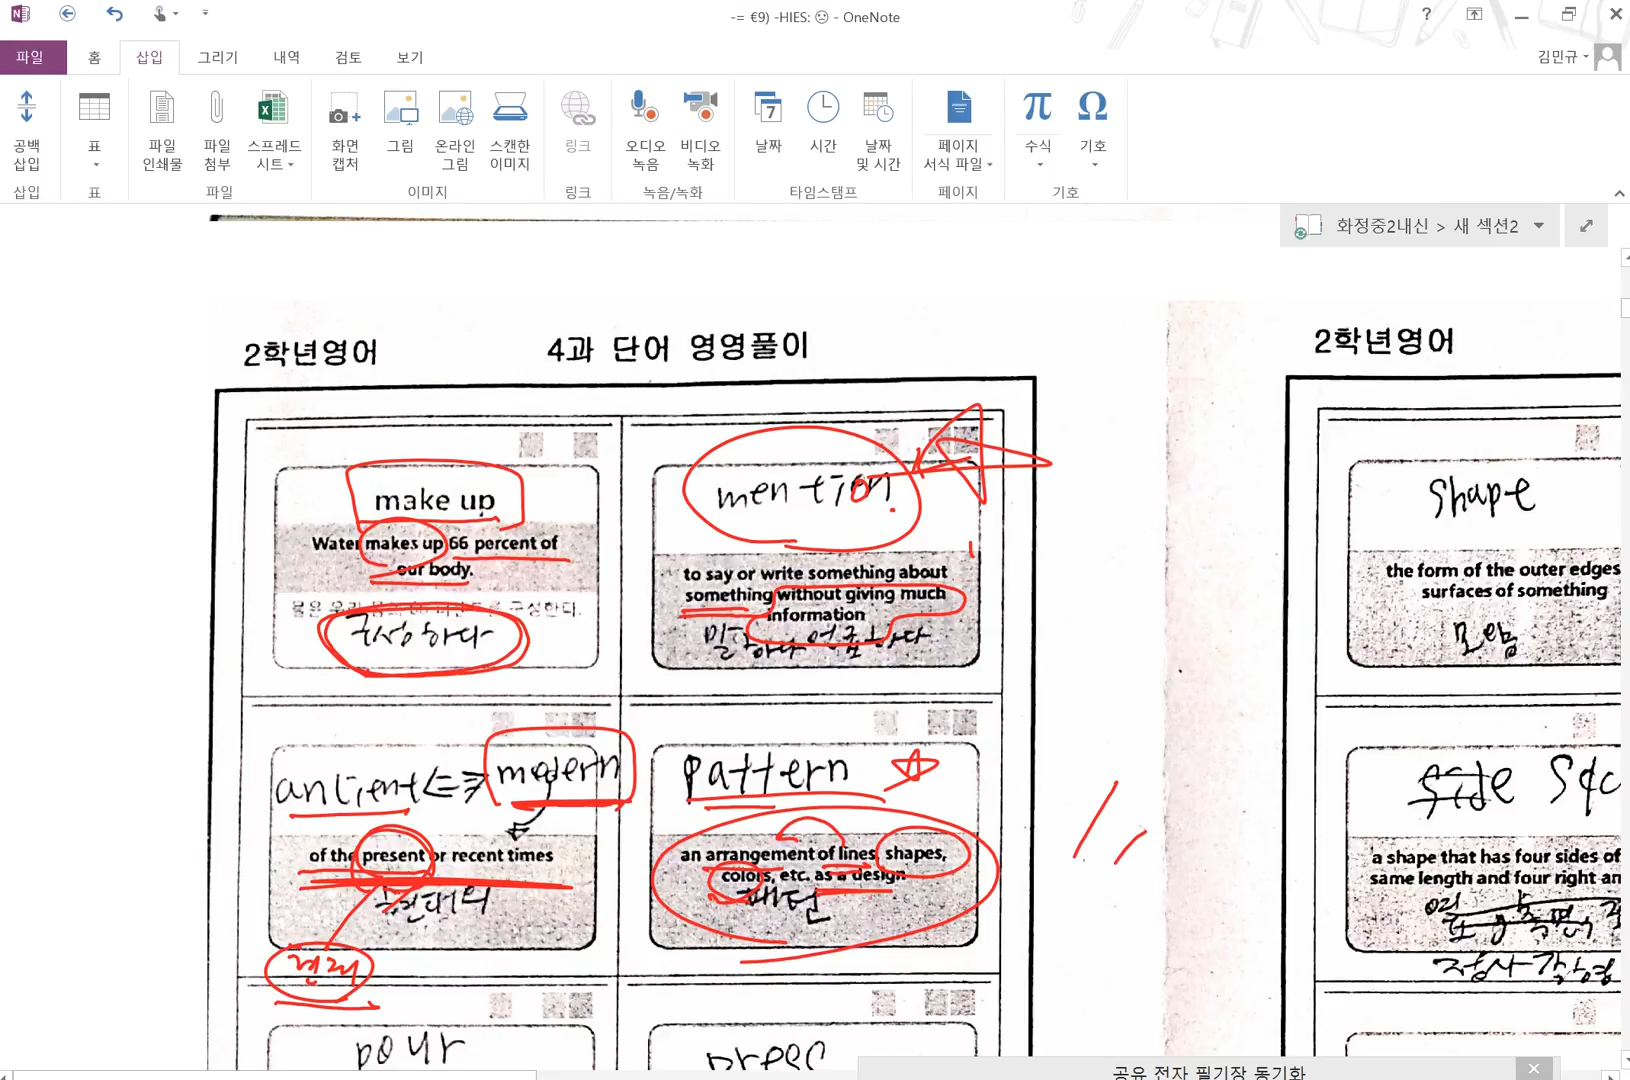 -= €9) -HIES: ☹ - OneNote
?
파일 홈 삽입 그리기 내역 검토 보기
김민규
공백 삽입
표
파일 인쇄물
파일 첨부
스프레드 시트
화면 캡처
그림
온라인 그림
스캔한 이미지
링크
오디오 녹음
비디오 녹화
날짜
시간
날짜 및 시간
페이지 서식 파일
수식
기호
삽입 표 파일 이미지 링크 녹음/녹화 타임스탬프 페이지 기호
화정중2내신 > 새 섹션2
2학년영어 4과 단어 영영풀이
make up
Water makes up 66 percent of
our body.
구성하다
mention
to say or write something about
something without giving much
information
말하다 언급하다
antient <=> modern
of the present or recent times
현대의
현재
pattern
an arrangement of lines, shapes,
colors, etc. as a design
패턴
pour
2학년영어
shape
the form of the outer edges
surfaces of something
모양
side
a shape that has four sides of
same length and four right an
정사각형
공유 전자 필기장 동기화